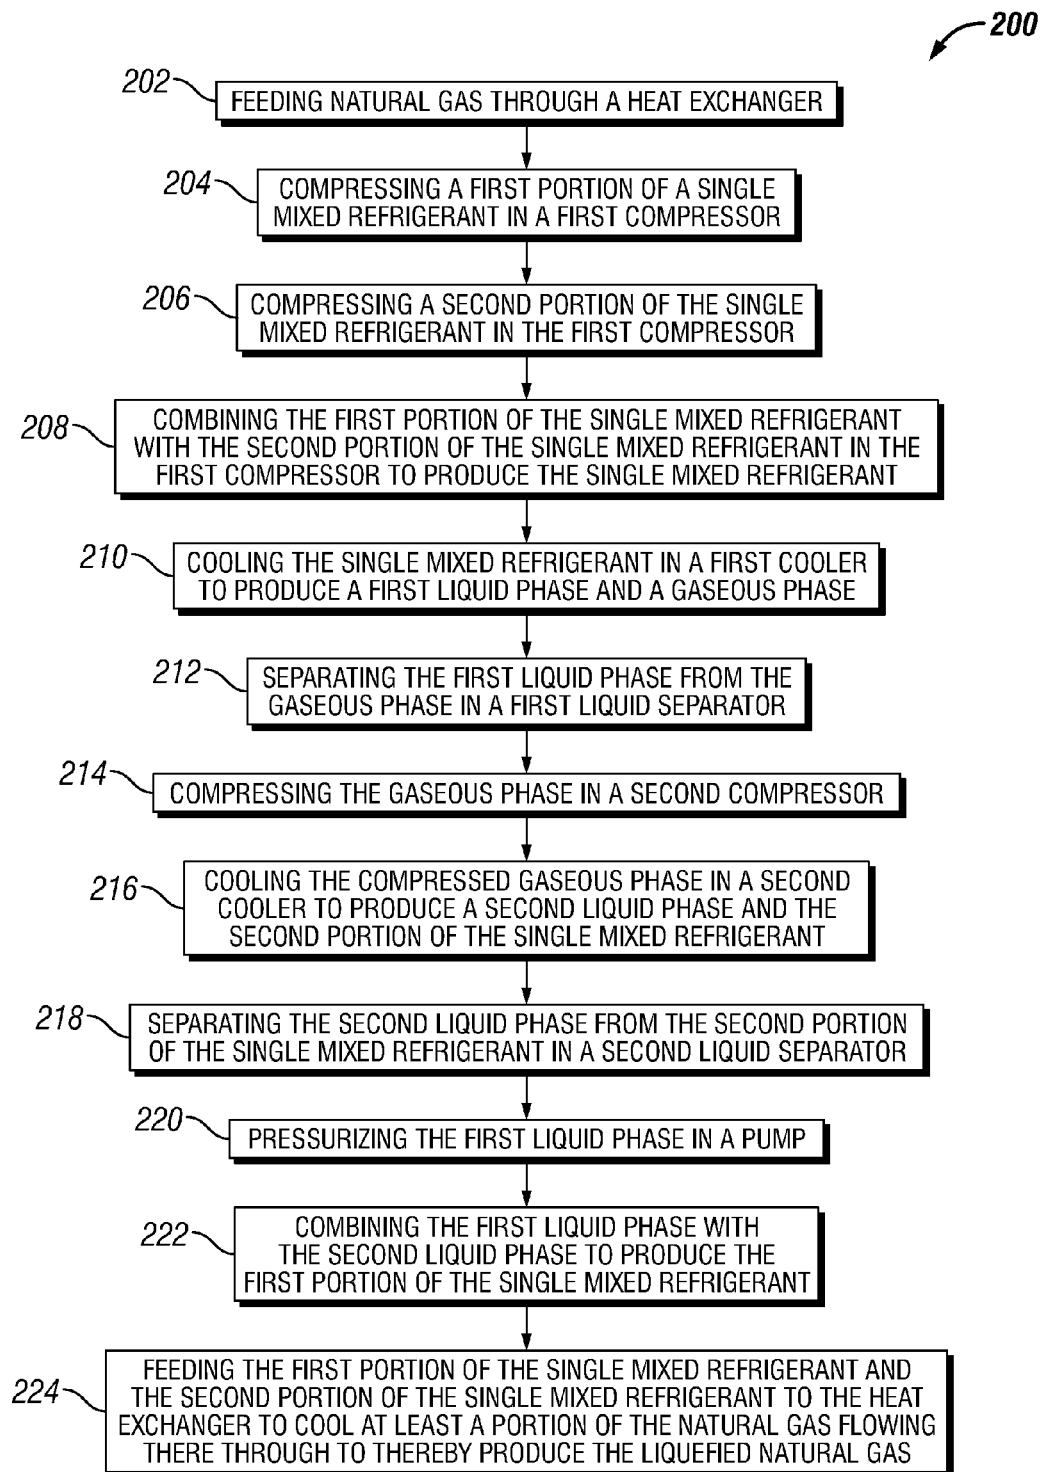 200
202
FEEDING NATURAL GAS THROUGH A HEAT EXCHANGER
204
COMPRESSING A FIRST PORTION OF A SINGLE
MIXED REFRIGERANT IN A FIRST COMPRESSOR
206
COMPRESSING A SECOND PORTION OF THE SINGLE
MIXED REFRIGERANT IN THE FIRST COMPRESSOR
208
COMBINING THE FIRST PORTION OF THE SINGLE MIXED REFRIGERANT
WITH THE SECOND PORTION OF THE SINGLE MIXED REFRIGERANT IN THE
FIRST COMPRESSOR TO PRODUCE THE SINGLE MIXED REFRIGERANT
210
COOLING THE SINGLE MIXED REFRIGERANT IN A FIRST COOLER
TO PRODUCE A FIRST LIQUID PHASE AND A GASEOUS PHASE
212
SEPARATING THE FIRST LIQUID PHASE FROM THE
GASEOUS PHASE IN A FIRST LIQUID SEPARATOR
214
COMPRESSING THE GASEOUS PHASE IN A SECOND COMPRESSOR
216
COOLING THE COMPRESSED GASEOUS PHASE IN A SECOND
COOLER TO PRODUCE A SECOND LIQUID PHASE AND THE
SECOND PORTION OF THE SINGLE MIXED REFRIGERANT
218
SEPARATING THE SECOND LIQUID PHASE FROM THE SECOND PORTION
OF THE SINGLE MIXED REFRIGERANT IN A SECOND LIQUID SEPARATOR
220
PRESSURIZING THE FIRST LIQUID PHASE IN A PUMP
222
COMBINING THE FIRST LIQUID PHASE WITH
THE SECOND LIQUID PHASE TO PRODUCE THE
FIRST PORTION OF THE SINGLE MIXED REFRIGERANT
224
FEEDING THE FIRST PORTION OF THE SINGLE MIXED REFRIGERANT AND
THE SECOND PORTION OF THE SINGLE MIXED REFRIGERANT TO THE HEAT
EXCHANGER TO COOL AT LEAST A PORTION OF THE NATURAL GAS FLOWING
THERE THROUGH TO THEREBY PRODUCE THE LIQUEFIED NATURAL GAS